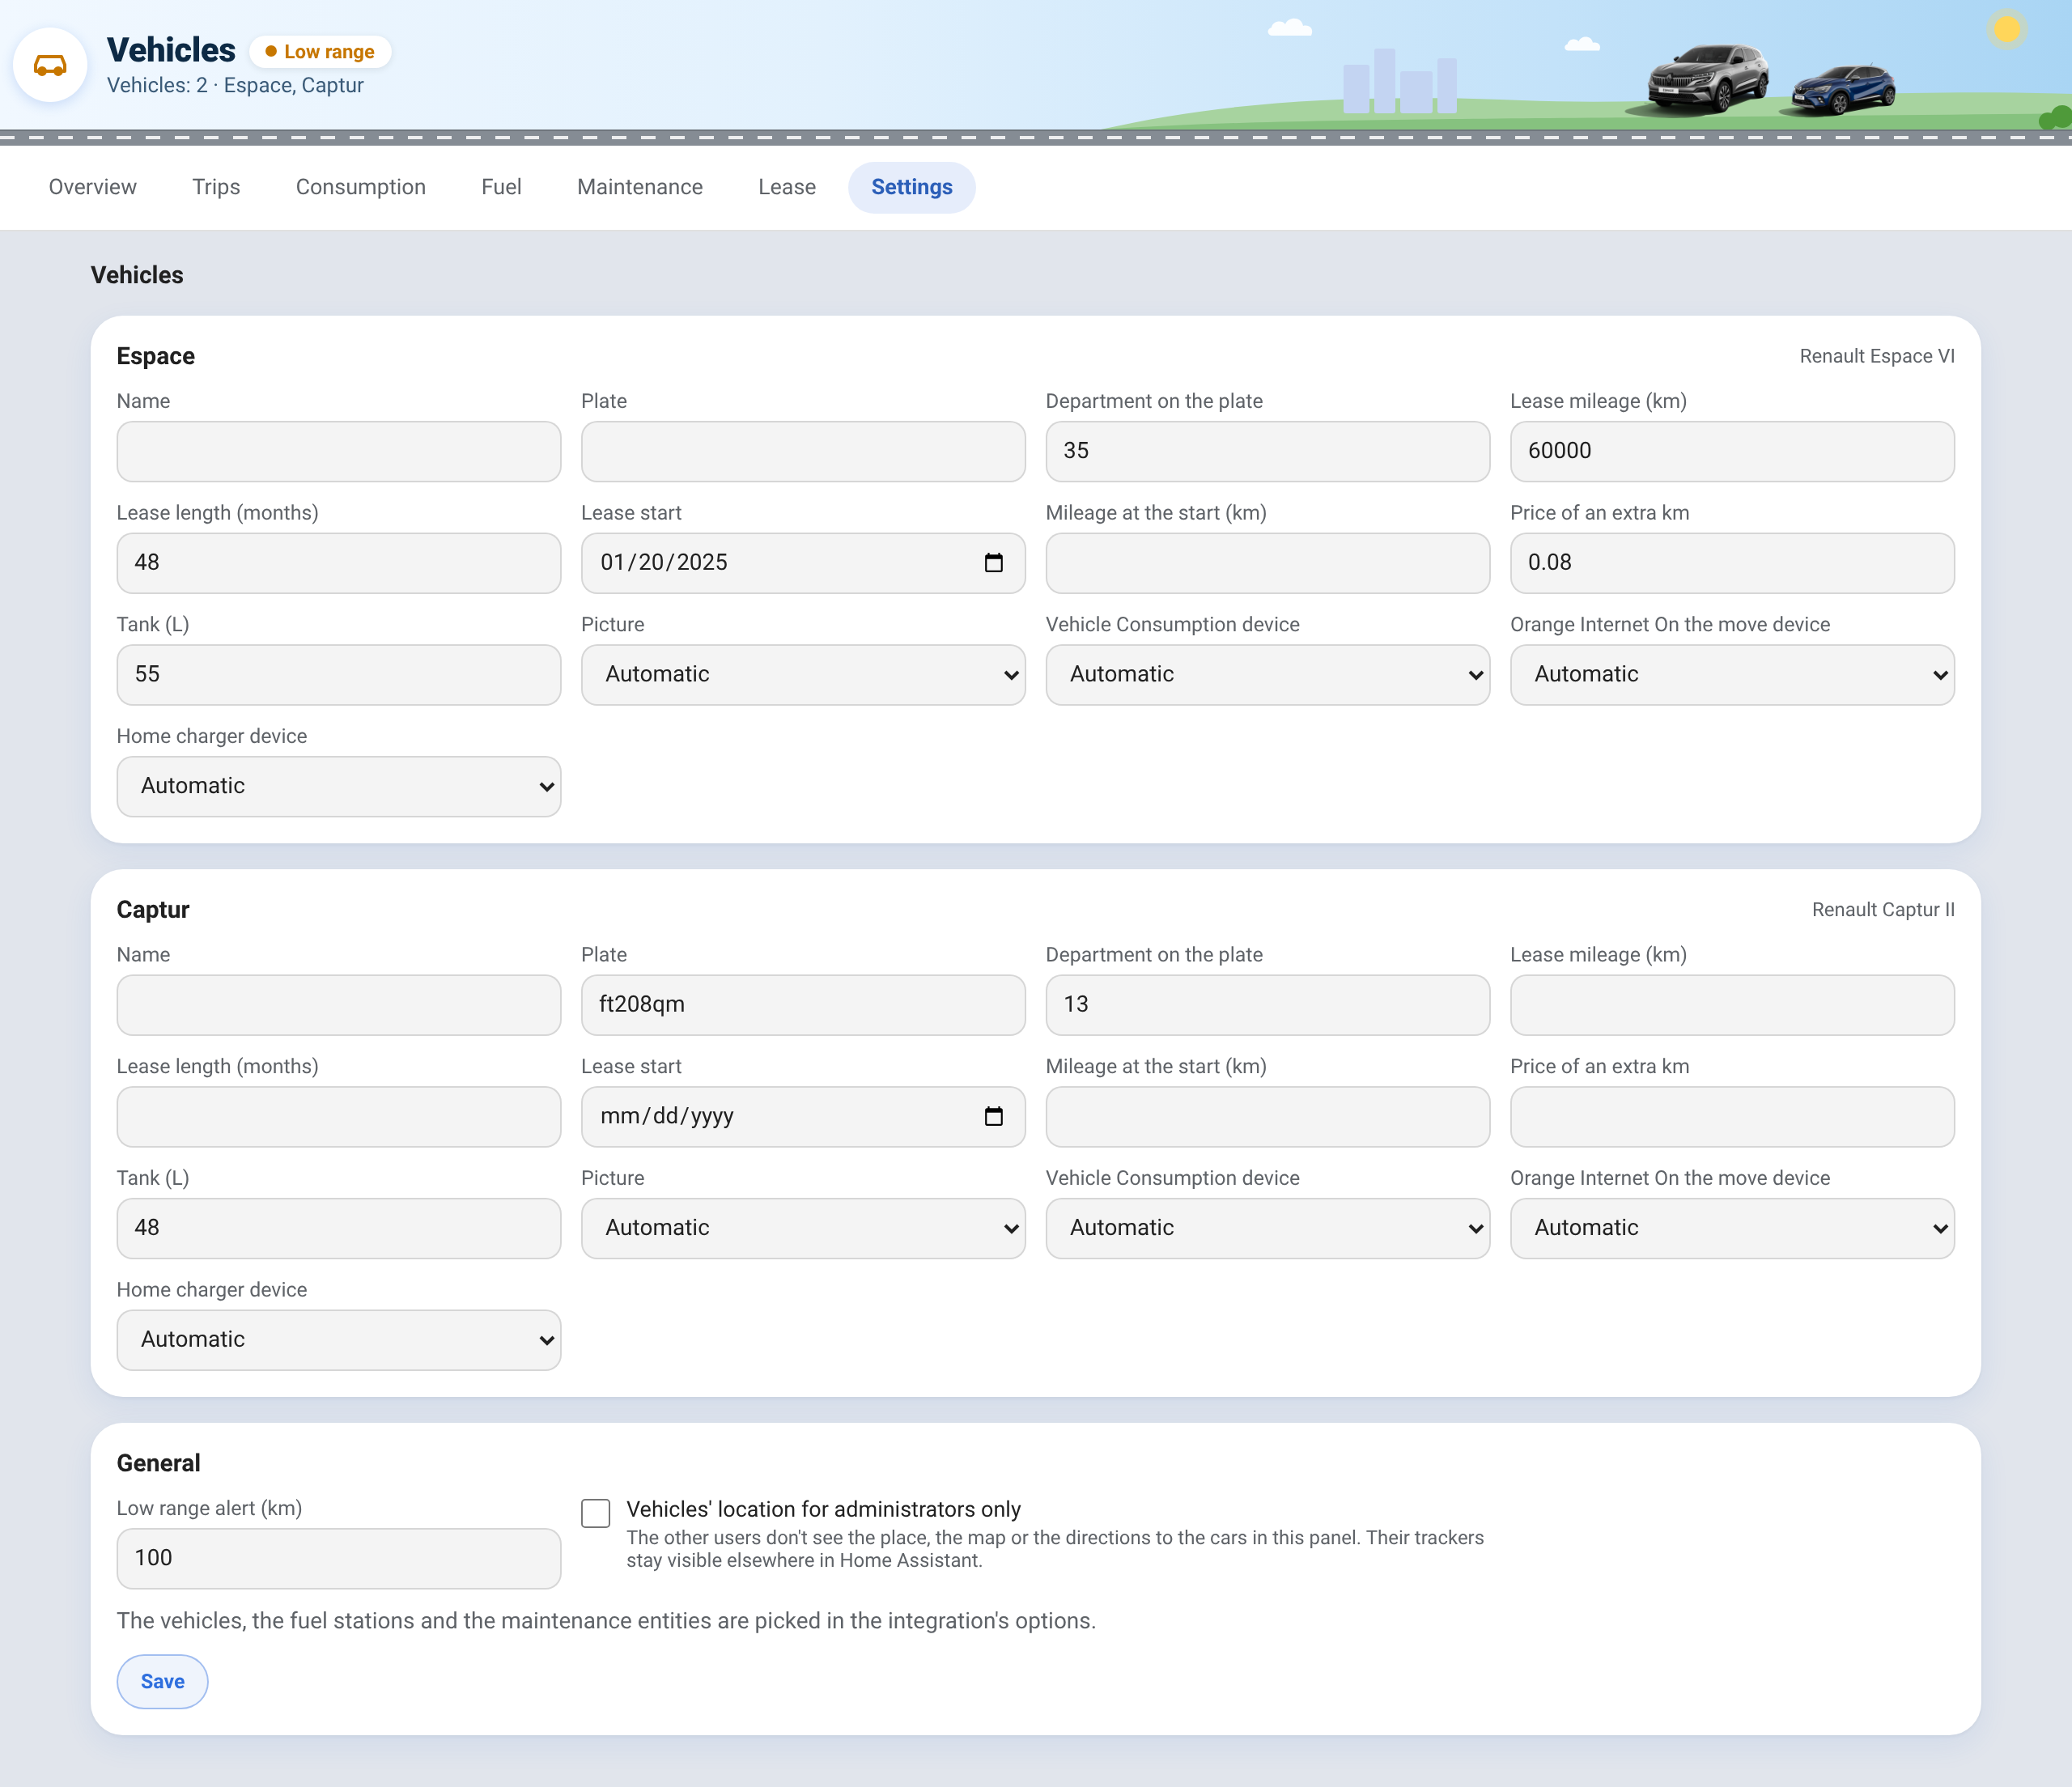 Vehicles
Low range
Vehicles: 2 · Espace, Captur
Overview Trips Consumption Fuel Maintenance Lease Settings
Vehicles
Espace Renault Espace VI
Name Plate Department on the plate Lease mileage (km)
35 60000
Lease length (months) Lease start Mileage at the start (km) Price of an extra km
48 01/20/2025 0.08
Tank (L) Picture Vehicle Consumption device Orange Internet On the move device
55 Automatic Automatic Automatic
Home charger device
Automatic
Captur Renault Captur II
Name Plate Department on the plate Lease mileage (km)
ft208qm 13
Lease length (months) Lease start Mileage at the start (km) Price of an extra km
mm/dd/yyyy
Tank (L) Picture Vehicle Consumption device Orange Internet On the move device
48 Automatic Automatic Automatic
Home charger device
Automatic
General
Low range alert (km)
100
Vehicles' location for administrators only
The other users don't see the place, the map or the directions to the cars in this panel. Their trackers
stay visible elsewhere in Home Assistant.
The vehicles, the fuel stations and the maintenance entities are picked in the integration's options.
Save